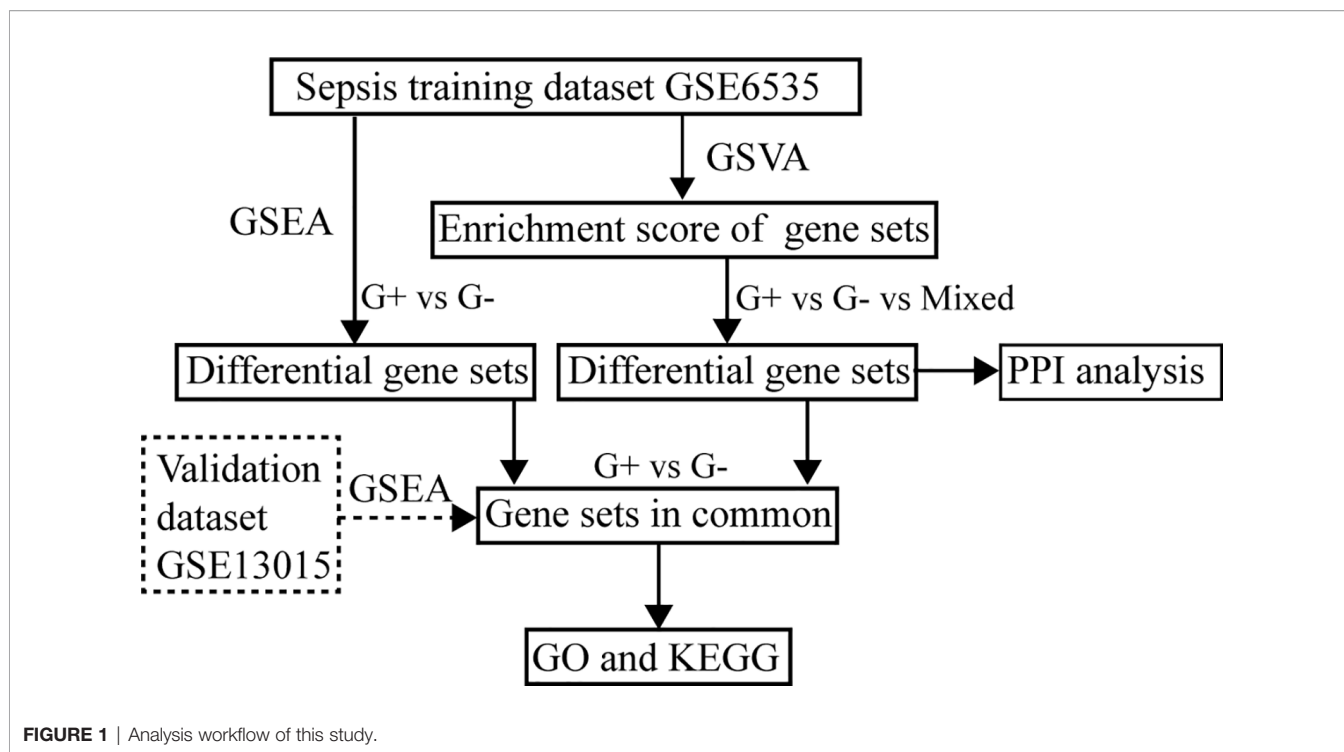 Sepsis training dataset GSE6535
GSVA
GSEA
Enrichment score of gene sets
G+ vs G-
G+ vs G- vs Mixed
Differential gene sets
Differential gene sets
PPI analysis
Validation
dataset
GSE13015
GSEA
G+ vs G-
Gene sets in common
GO and KEGG
FIGURE 1 | Analysis workflow of this study.